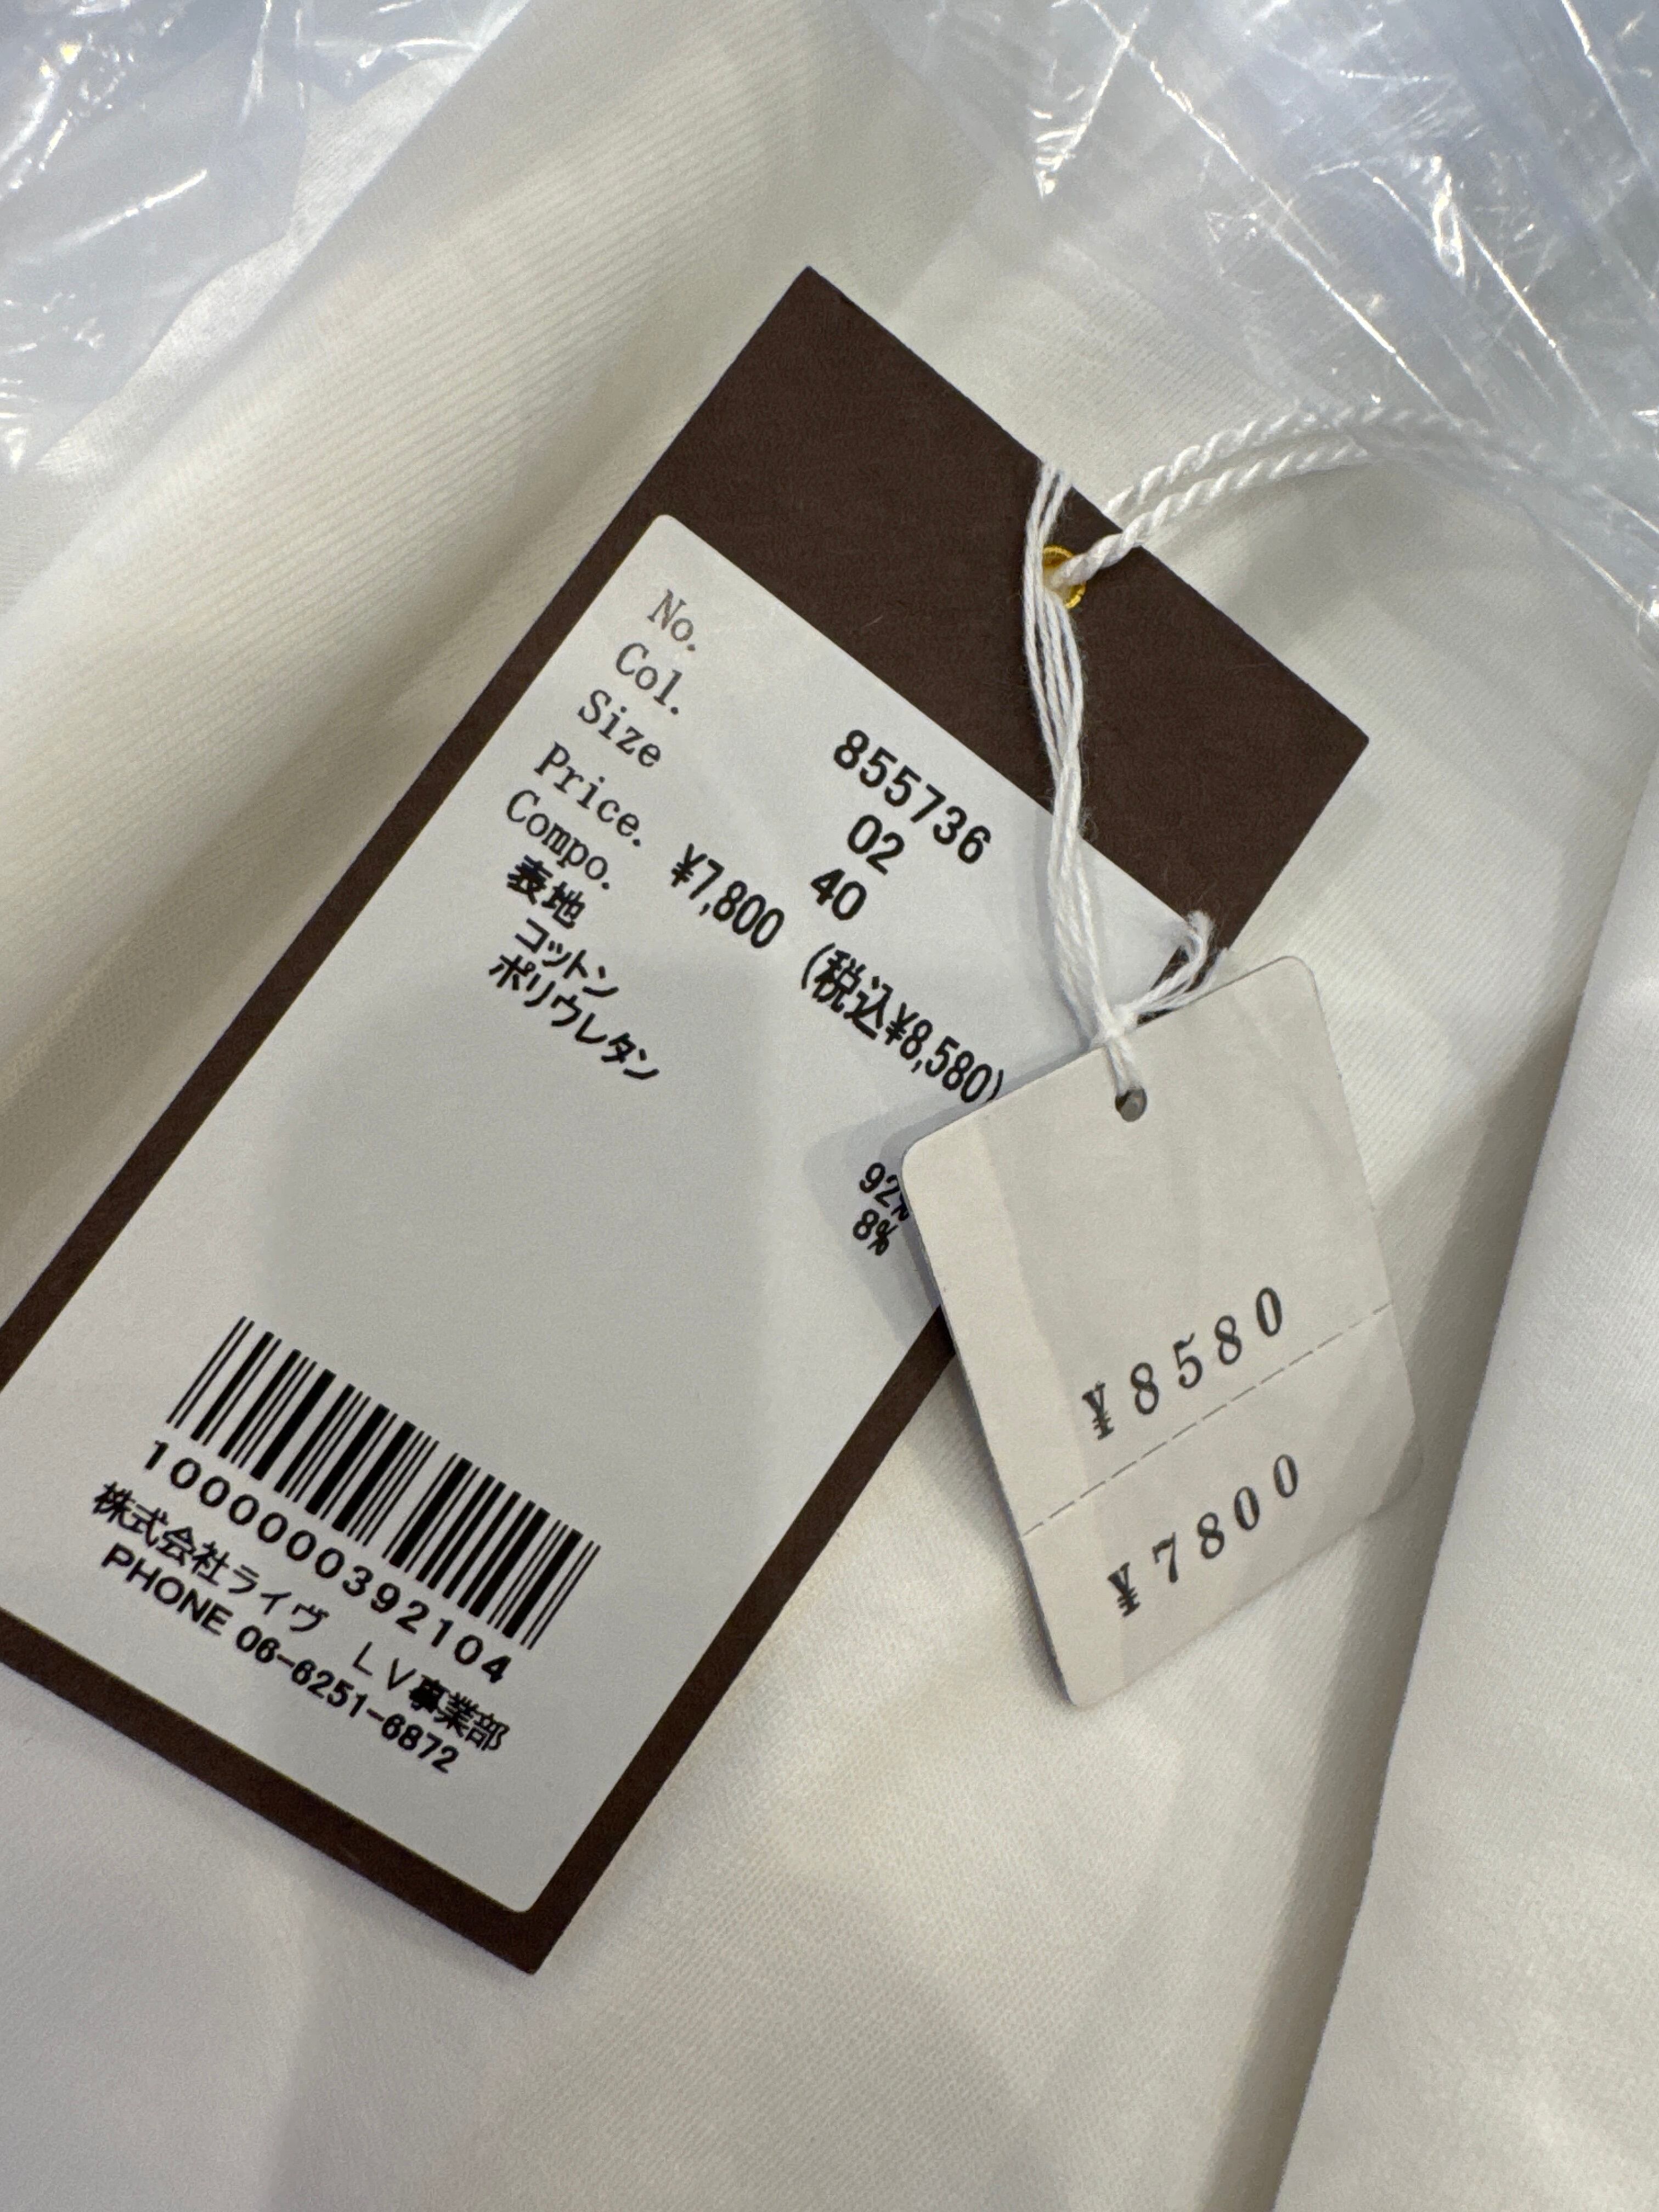 No. 855736
Col. 02
Size 40
Price. ¥7,800 (税込¥8,580)
Compo.
表地
コットン 92%
ポリウレタン 8%
1000000392104
株式会社ライヴ ＬＶ事業部
PHONE 06-6251-6872
¥8580
¥7800